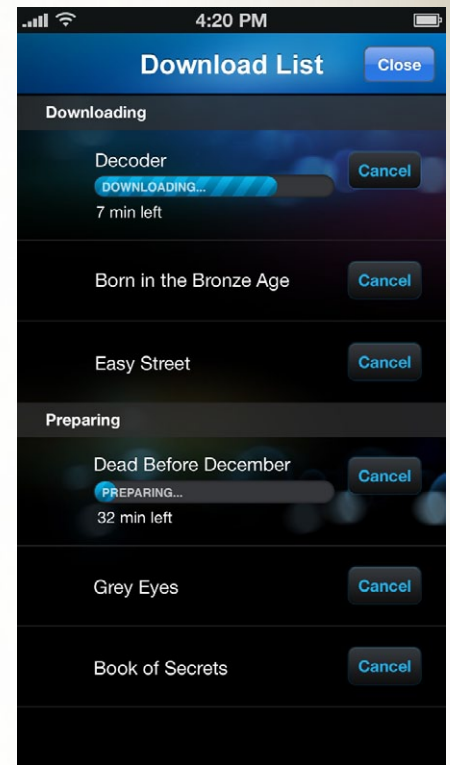 4:20 PM
Download List
Close
Downloading
Decoder
Cancel
DOWNLOADING...
7 min left
Born in the Bronze Age
Cancel
Easy Street
Cancel
Preparing
Dead Before December
Cancel
PREPARING...
32 min left
Grey Eyes
Cancel
Book of Secrets
Cancel